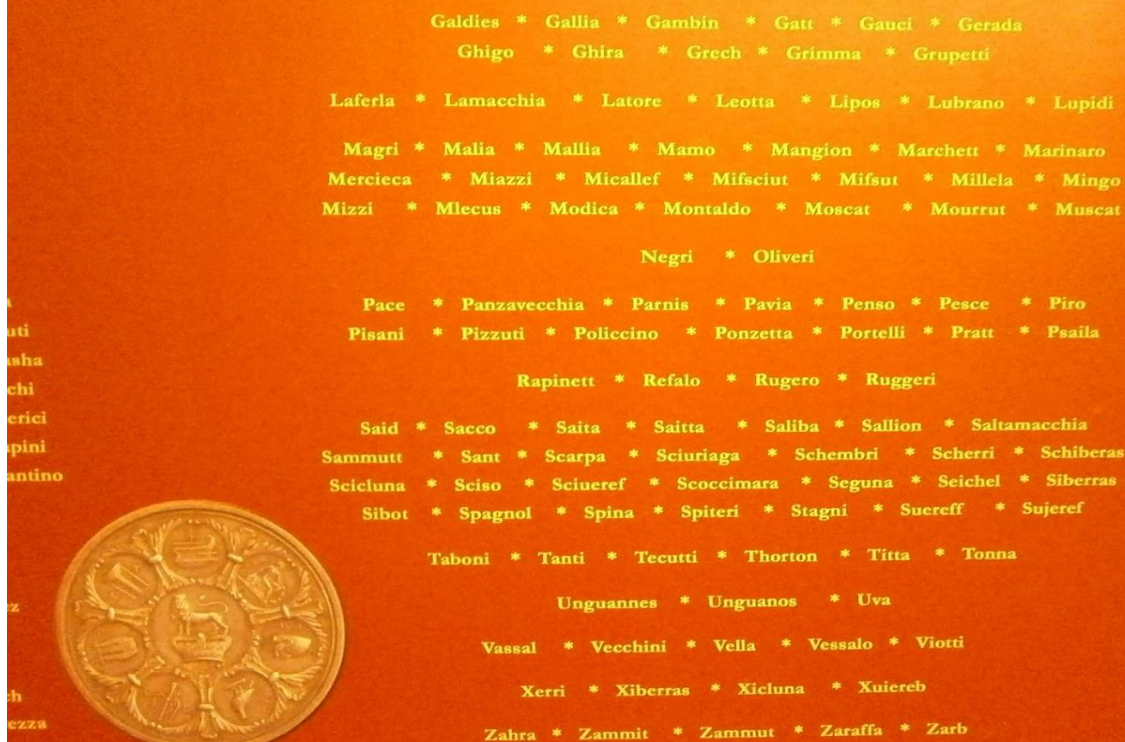 Galdies * Gallia * Gambin * Gatt * Gauci * Gerada
Ghigo * Ghira * Grech * Grimma * Grupetti
Laferla * Lamacchia * Latore * Leotta * Lipos * Lubrano * Lupidi
Magri * Malia * Mallia * Mamo * Mangion * Marchett * Marinaro
Mercieca * Miazzi * Micallef * Mifsciut * Mifsut * Millela * Mingo
Mizzi * Mlecus * Modica * Montaldo * Moscat * Mourrut * Muscat
Negri * Oliveri
Pace * Panzavecchia * Parnis * Pavia * Penso * Pesce * Piro
Pisani * Pizzuti * Policcino * Ponzetta * Portelli * Pratt * Psaila
Rapinett * Refalo * Rugero * Ruggeri
Said * Sacco * Saita * Saitta * Saliba * Sallion * Saltamacchia
Sammutt * Sant * Scarpa * Sciuriaga * Schembri * Scherri * Schiberas
Scicluna * Sciso * Sciueref * Scoccimara * Seguna * Seichel * Siberras
Sibot * Spagnol * Spina * Spiteri * Stagni * Suereff * Sujeref
Taboni * Tanti * Tecutti * Thorton * Titta * Tonna
Unguannes * Unguanos * Uva
Vassal * Vecchini * Vella * Vessalo * Viotti
Xerri * Xiberras * Xicluna * Xuiereb
Zahra * Zammit * Zammut * Zaraffa * Zarb
uti
chi
erici
pini
antino